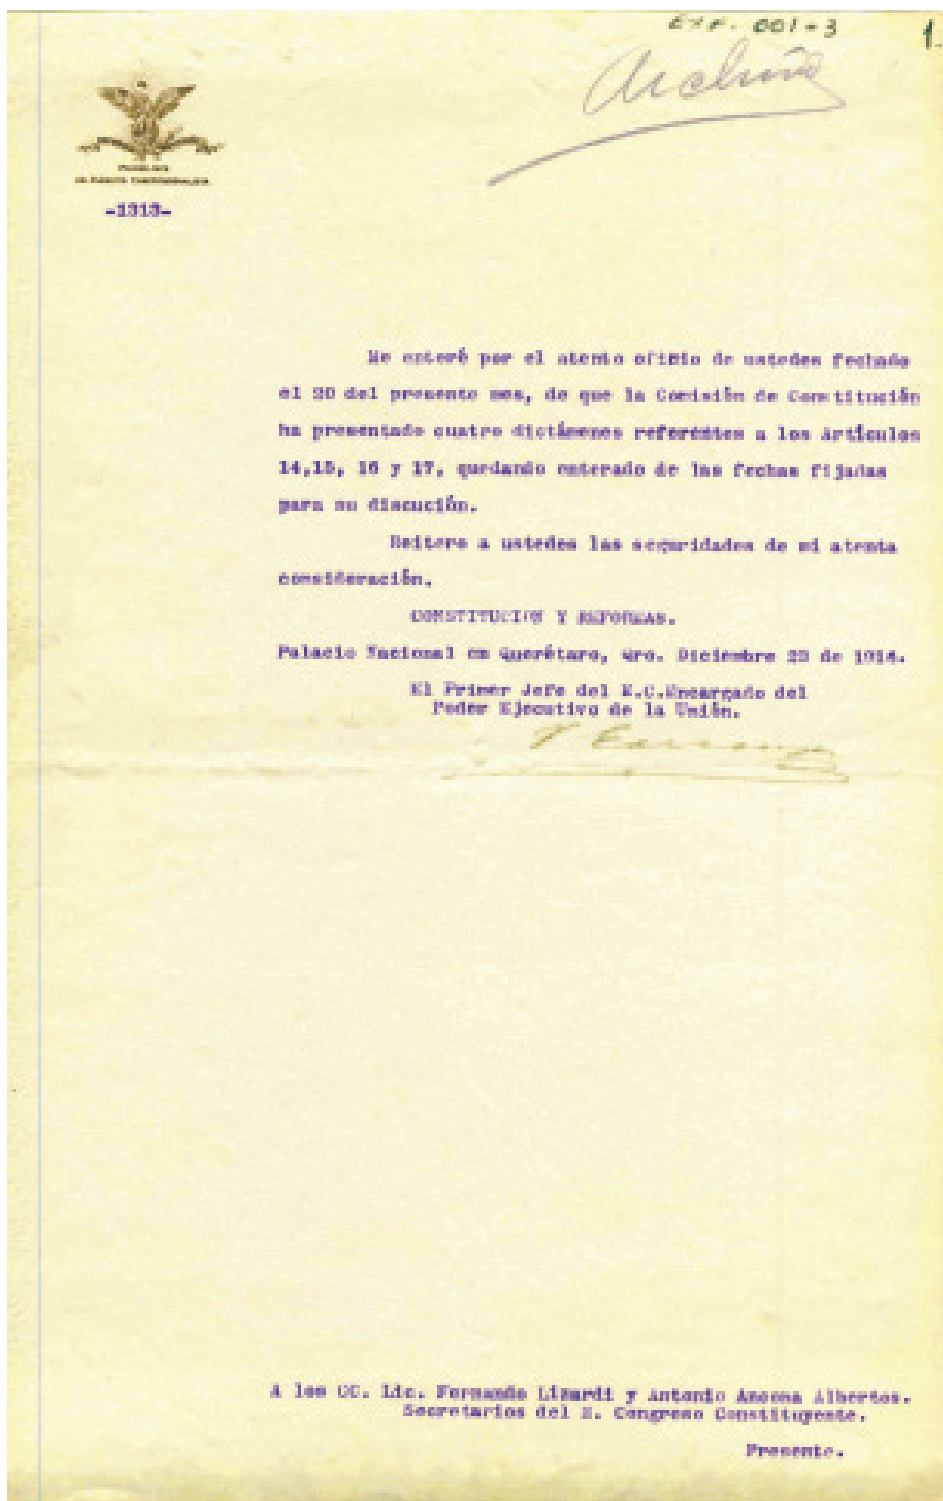 EXP. 001-3
1.
Archívese
-1313-
Me enteré por el atento oficio de ustedes fechado
el 20 del presente mes, de que la Comisión de Constitución
ha presentado cuatro dictámenes referentes a los Artículos
14,15, 16 y 17, quedando enterado de las fechas fijadas
para su discución.
Reitero a ustedes las seguridades de mi atenta
consideración.
CONSTITUCION Y REFORMAS.
Palacio Nacional en Querétaro, Qro. Diciembre de 1916.
El Primer Jefe del E.C.Encargado del
Poder Ejecutivo de la Unión.
V Carranza
A los CC. Lic. Fernando Lizardi y Antonio Ancona Albertos.
Secretarios del H. Congreso Constituyente.
Presente.